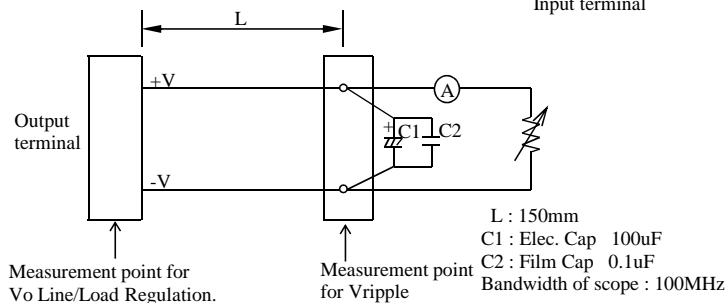 Input terminal
L
+V
A
Output
terminal
+
C1
C2
-V
L : 150mm
C1 : Elec. Cap 100uF
C2 : Film Cap 0.1uF
Bandwidth of scope : 100MHz
Measurement point for
Vo Line/Load Regulation.
Measurement point
for Vripple